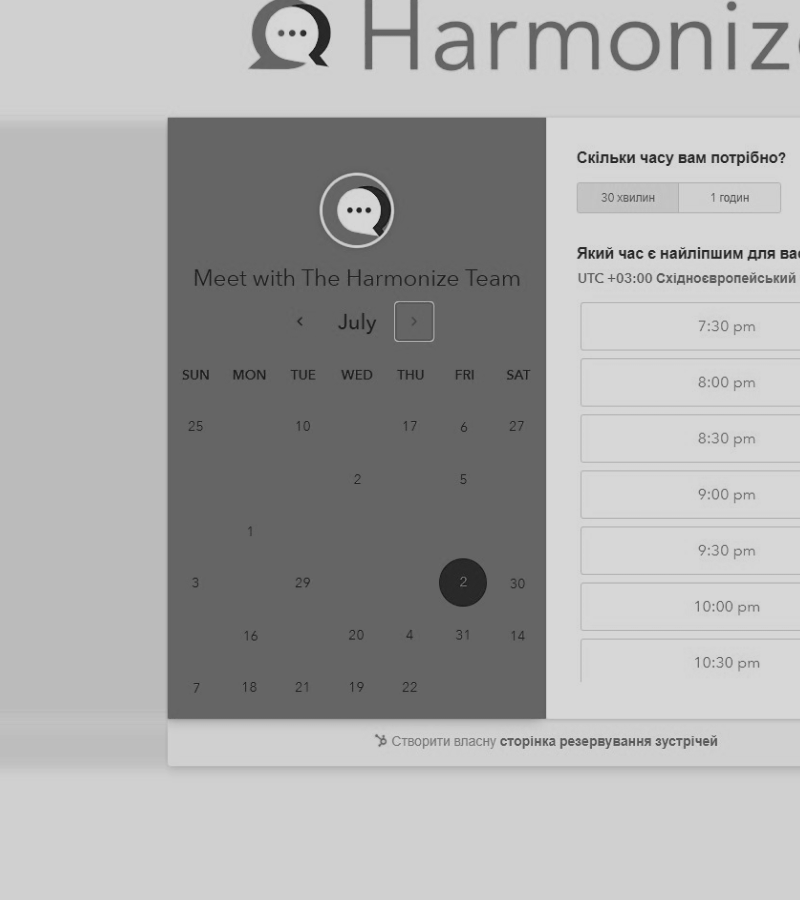 Harmonize
Meet with The Harmonize Team
July
SUN MON TUE WED THU FRI SAT
25 10 17 6 27
2 5
1
3 29 2 30
16 20 4 31 14
7 18 21 19 22
Скільки часу вам потрібно?
30 хвилин 1 годин
Який час є найліпшим для вас
UTC +03:00 Східноєвропейський
7:30 pm
8:00 pm
8:30 pm
9:00 pm
9:30 pm
10:00 pm
10:30 pm
Створити власну сторінка резервування зустрічей